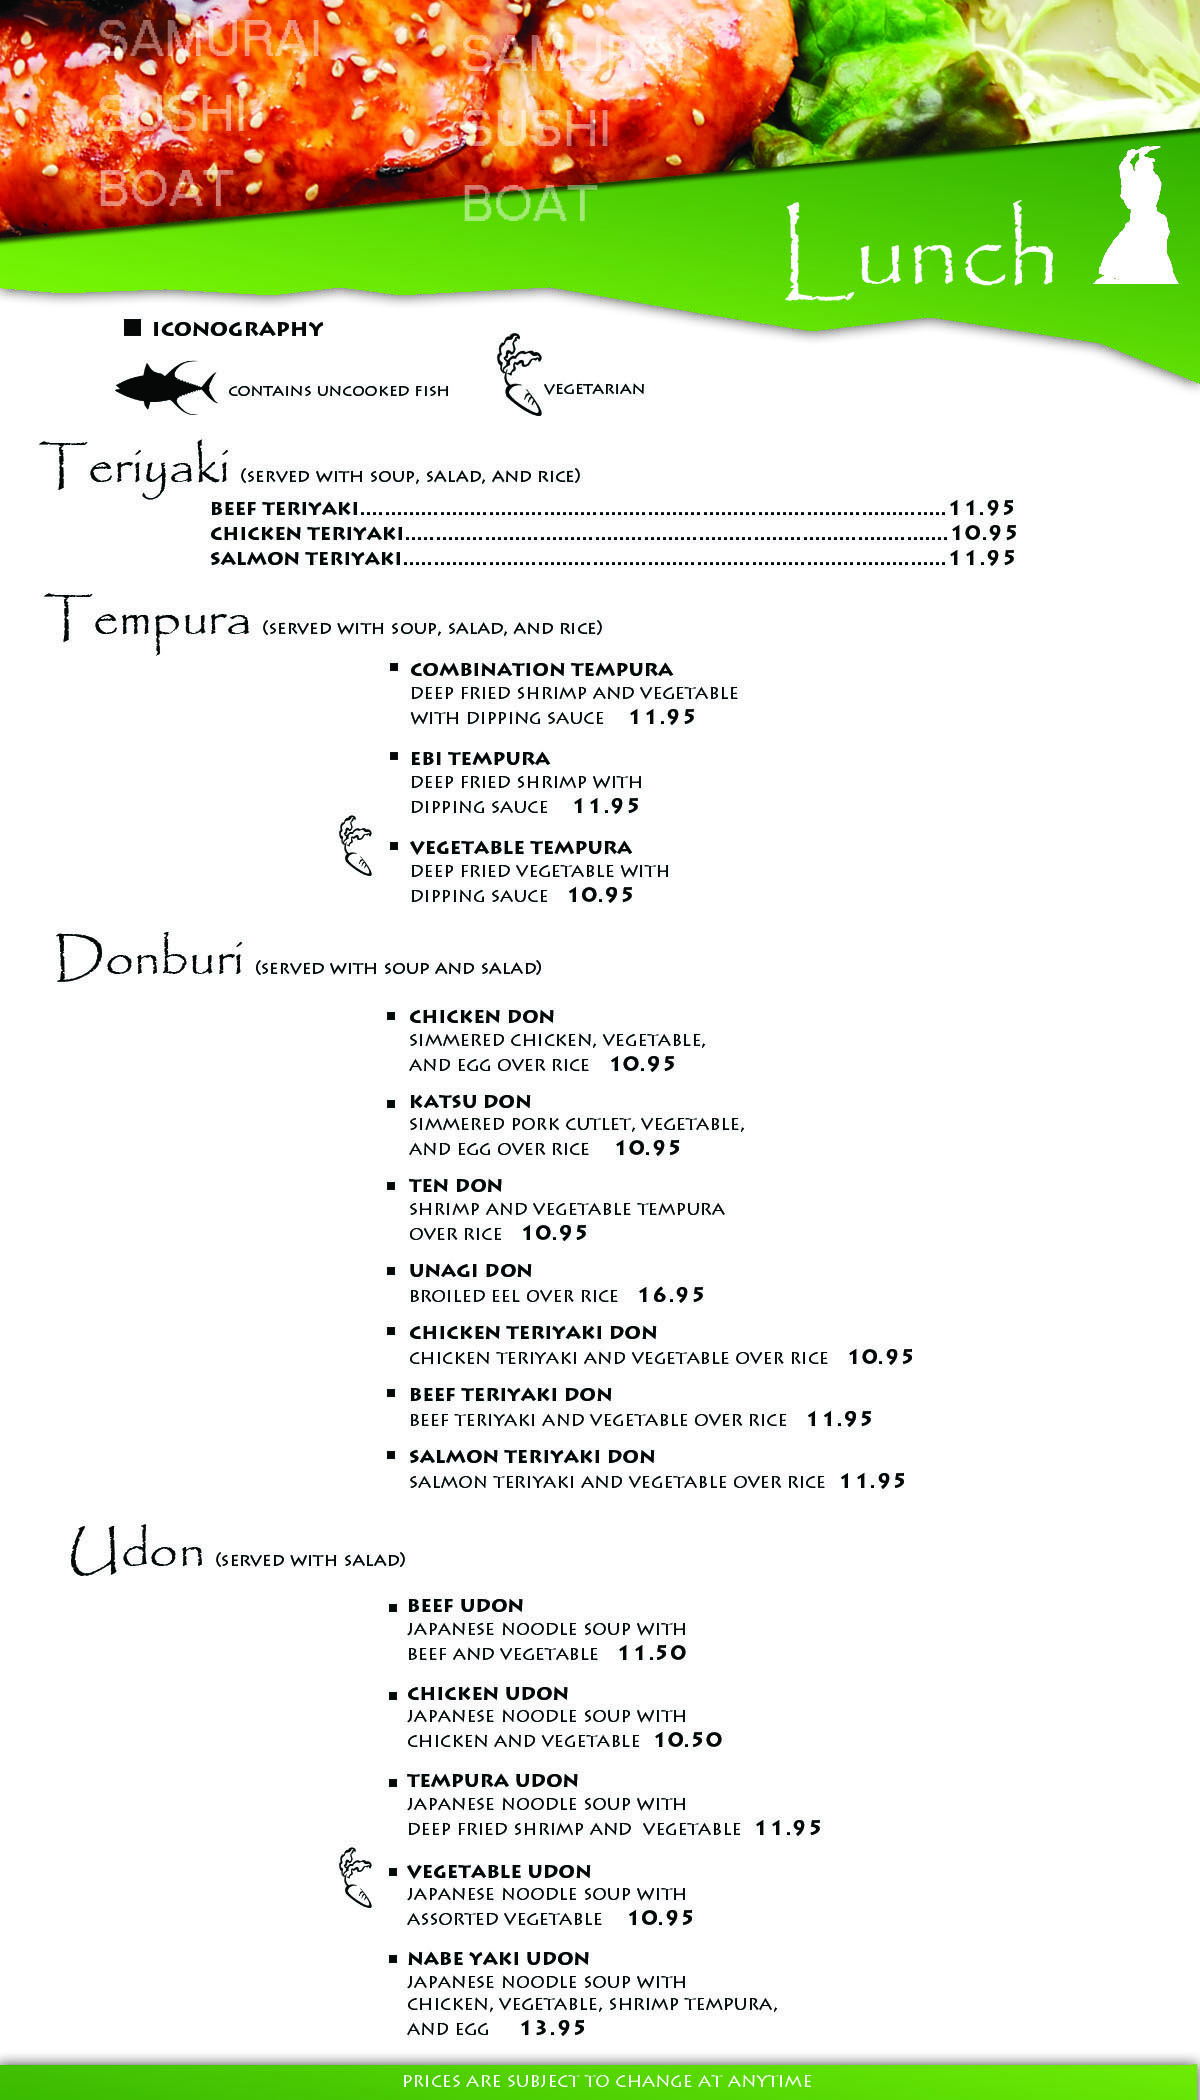 SAMURAI
SUSHI
BOAT
SAMURAI
SUSHI
BOAT
Lunch
ICONOGRAPHY
CONTAINS UNCOOKED FISH
VEGETARIAN
Teriyaki (SERVED WITH SOUP, SALAD, AND RICE)
BEEF TERIYAKI................................................................................................11.95
CHICKEN TERIYAKI.........................................................................................10.95
SALMON TERIYAKI.........................................................................................11.95
Tempura (SERVED WITH SOUP, SALAD, AND RICE)
COMBINATION TEMPURA
DEEP FRIED SHRIMP AND VEGETABLE
WITH DIPPING SAUCE 11.95
EBI TEMPURA
DEEP FRIED SHRIMP WITH
DIPPING SAUCE 11.95
VEGETABLE TEMPURA
DEEP FRIED VEGETABLE WITH
DIPPING SAUCE 10.95
Donburi (SERVED WITH SOUP AND SALAD)
CHICKEN DON
SIMMERED CHICKEN, VEGETABLE,
AND EGG OVER RICE 10.95
KATSU DON
SIMMERED PORK CUTLET, VEGETABLE,
AND EGG OVER RICE 10.95
TEN DON
SHRIMP AND VEGETABLE TEMPURA
OVER RICE 10.95
UNAGI DON
BROILED EEL OVER RICE 16.95
CHICKEN TERIYAKI DON
CHICKEN TERIYAKI AND VEGETABLE OVER RICE 10.95
BEEF TERIYAKI DON
BEEF TERIYAKI AND VEGETABLE OVER RICE 11.95
SALMON TERIYAKI DON
SALMON TERIYAKI AND VEGETABLE OVER RICE 11.95
Udon (SERVED WITH SALAD)
BEEF UDON
JAPANESE NOODLE SOUP WITH
BEEF AND VEGETABLE 11.50
CHICKEN UDON
JAPANESE NOODLE SOUP WITH
CHICKEN AND VEGETABLE 10.50
TEMPURA UDON
JAPANESE NOODLE SOUP WITH
DEEP FRIED SHRIMP AND VEGETABLE 11.95
VEGETABLE UDON
JAPANESE NOODLE SOUP WITH
ASSORTED VEGETABLE 10.95
NABE YAKI UDON
JAPANESE NOODLE SOUP WITH
CHICKEN, VEGETABLE, SHRIMP TEMPURA,
AND EGG 13.95
PRICES ARE SUBJECT TO CHANGE AT ANYTIME